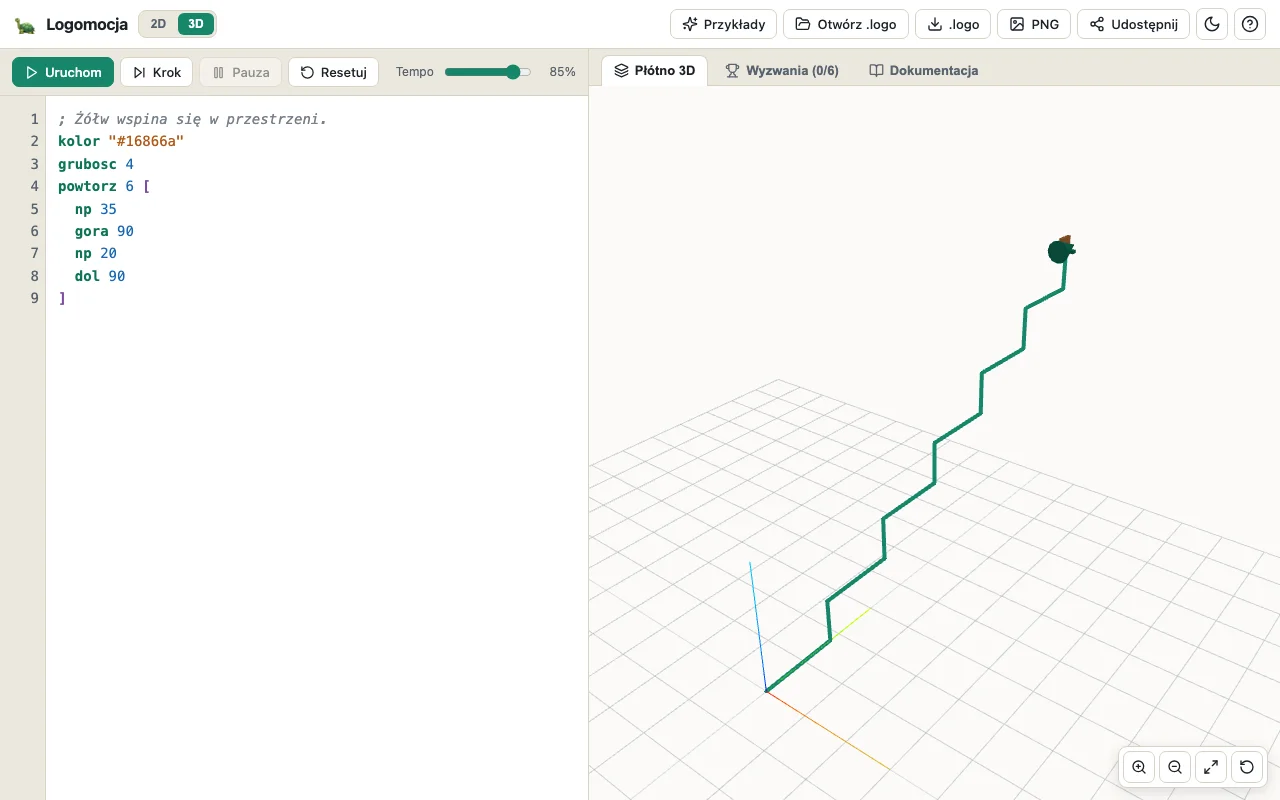 Logomocja 2D 3D Przykłady Otwórz .logo .logo PNG Udostępnij
Uruchom Krok Pauza Resetuj Tempo 85%
Płótno 3D Wyzwania (0/6) Dokumentacja
1 ; Żółw wspina się w przestrzeni.
2 kolor "#16866a"
3 grubosc 4
4 powtorz 6 [
5 np 35
6 gora 90
7 np 20
8 dol 90
9 ]